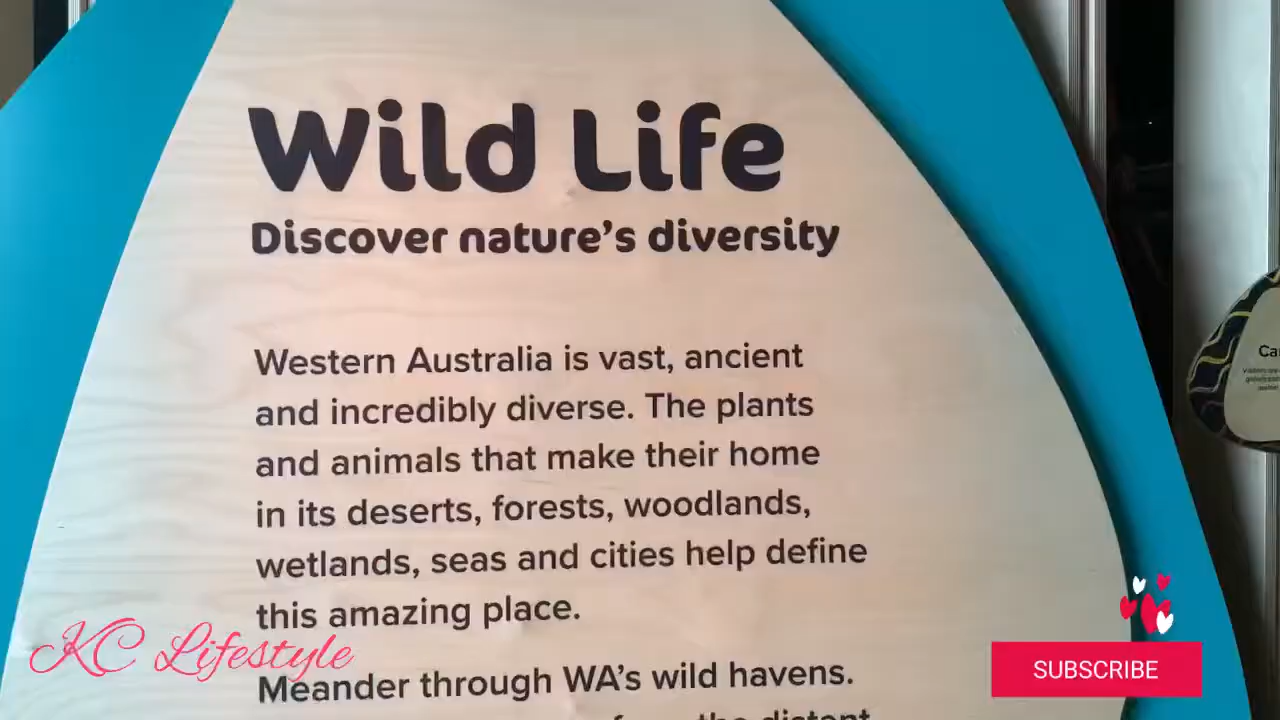 Wild Life
Discover nature's diversity
Western Australia is vast, ancient
and incredibly diverse. The plants
and animals that make their home
in its deserts, forests, woodlands,
wetlands, seas and cities help define
this amazing place.
Meander through WA's wild havens.
the distant
KC Lifestyle
SUBSCRIBE